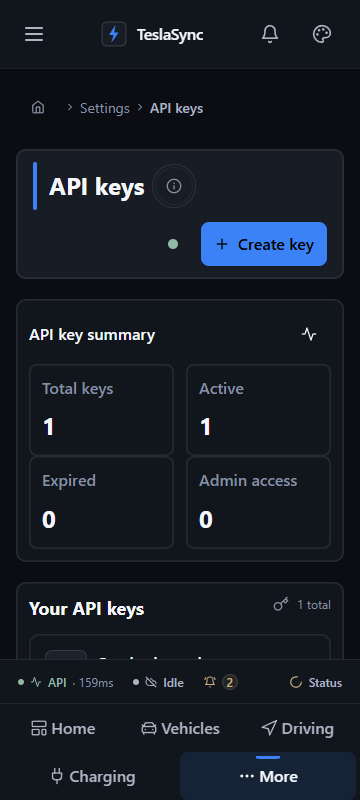 TeslaSync
Settings API keys
API keys
Create key
API key summary
Total keys
1
Active
1
Expired
0
Admin access
0
Your API keys
1 total
API · 159ms
Idle
2
Status
Home
Vehicles
Driving
Charging
More